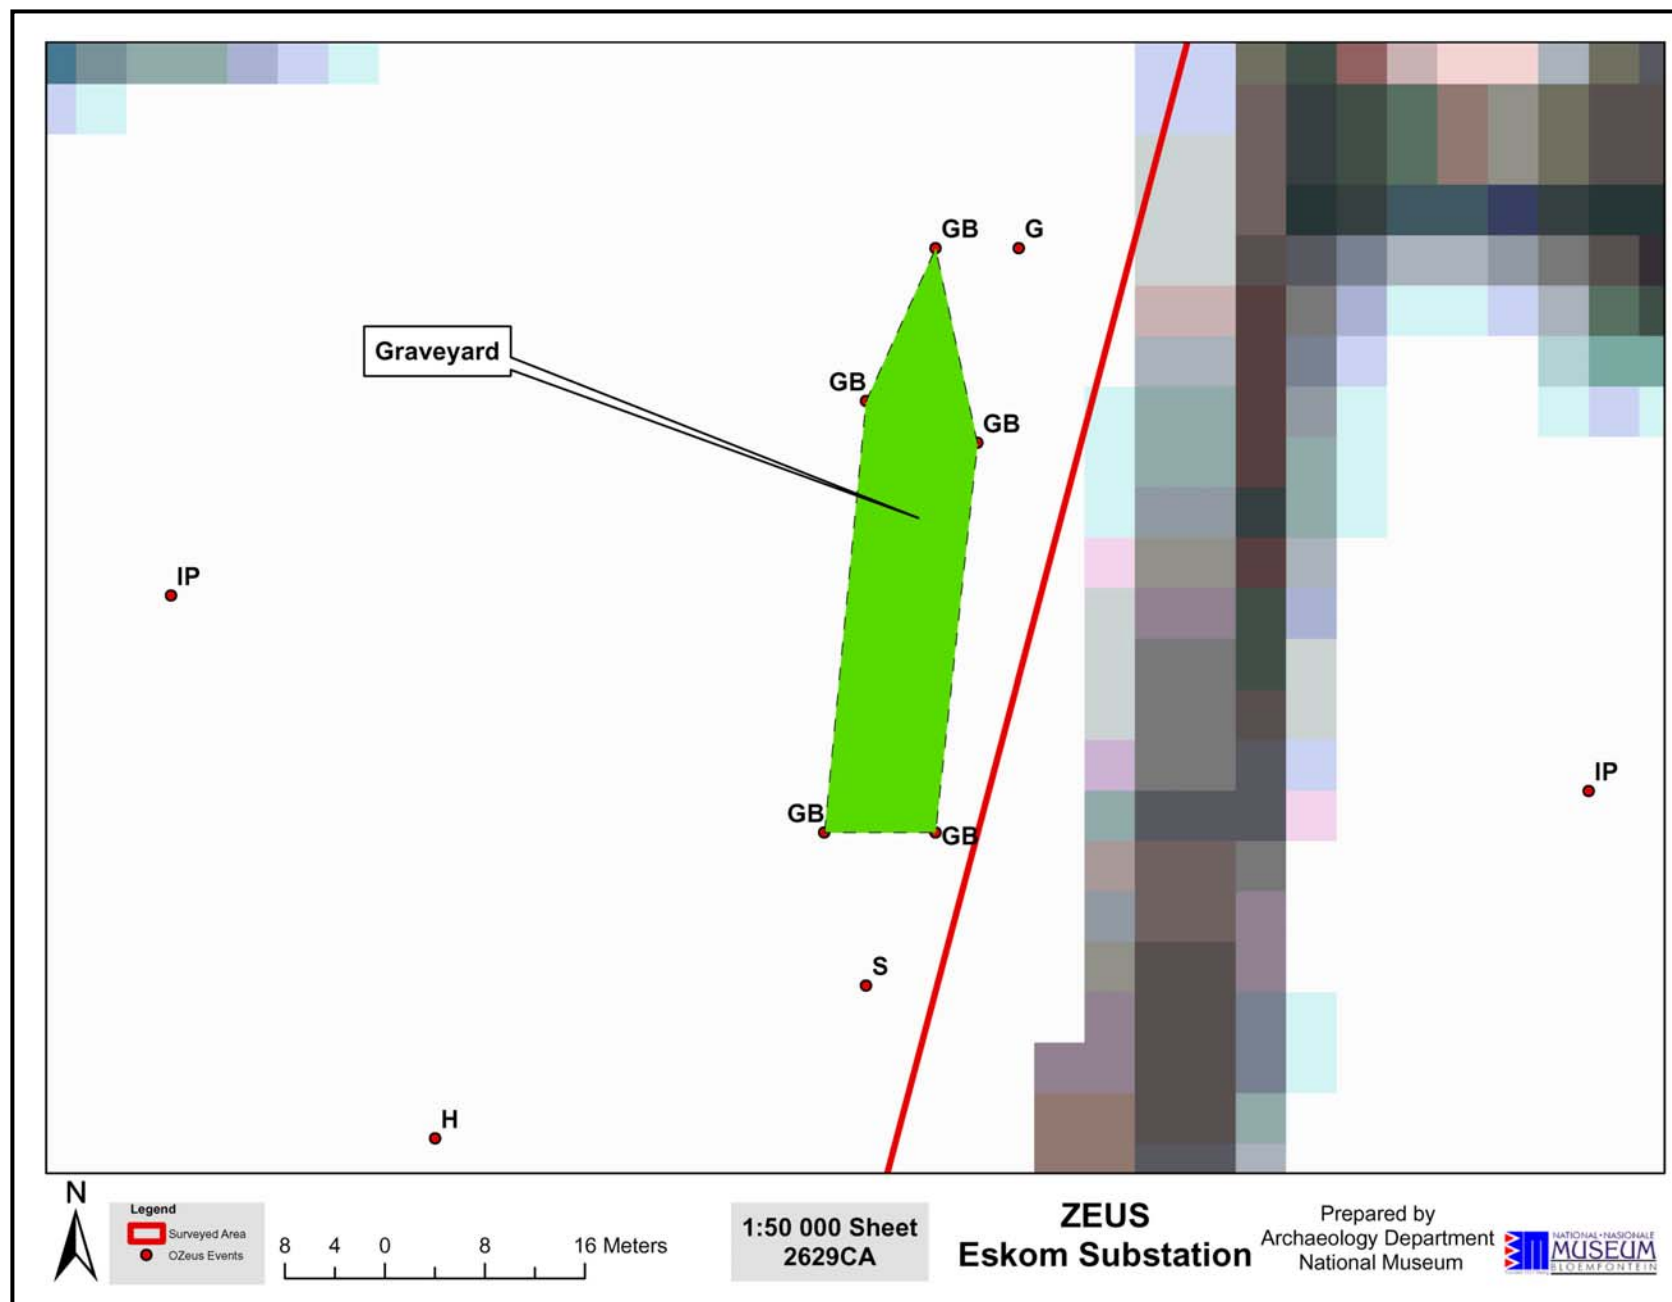 GB
G
Graveyard
GB
GB
IP
IP
GB
GB
S
H
N
Legend
Surveyed Area
OZeus Events
8 4 0 8 16 Meters
1:50 000 Sheet
2629CA
ZEUS
Eskom Substation
Prepared by
Archaeology Department
National Museum
NATIONAL • NASIONALE
MUSEUM
BLOEMFONTEIN